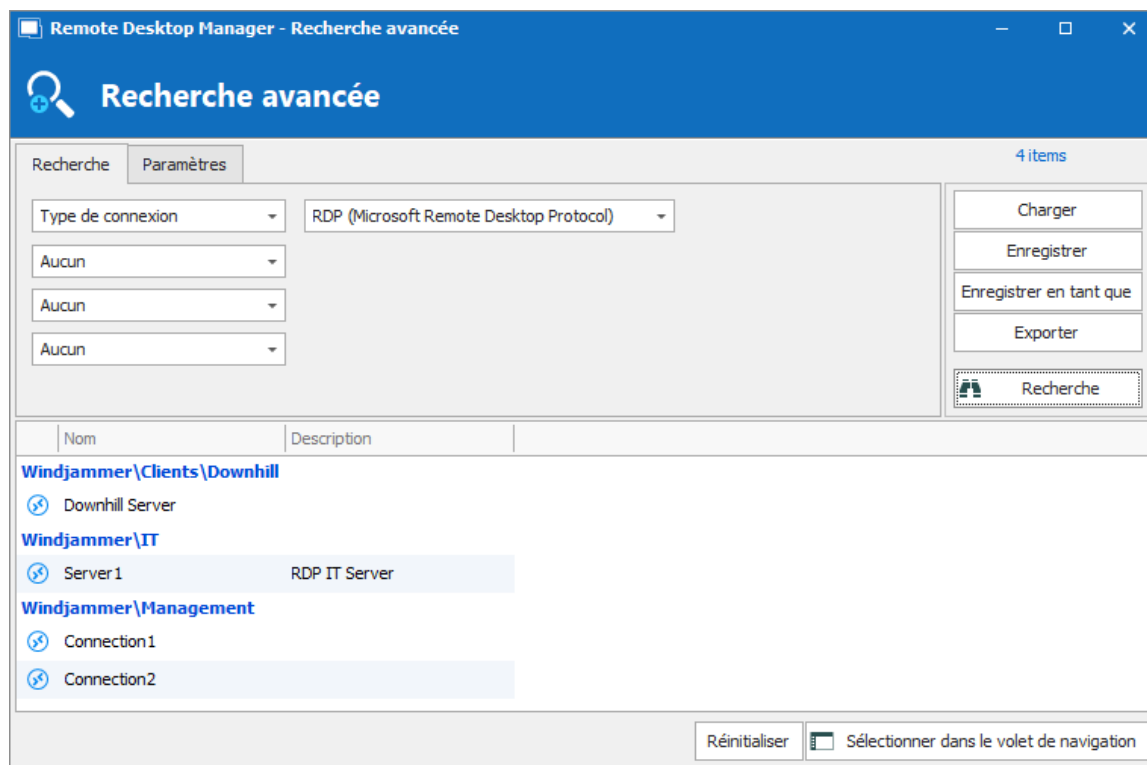 Remote Desktop Manager - Recherche avancée
Recherche avancée
Recherche
Paramètres
4 items
Type de connexion
RDP (Microsoft Remote Desktop Protocol)
Aucun
Aucun
Aucun
Charger
Enregistrer
Enregistrer en tant que
Exporter
Recherche
Nom
Description
Windjammer\Clients\Downhill
Downhill Server
Windjammer\IT
Server1
RDP IT Server
Windjammer\Management
Connection1
Connection2
Réinitialiser
Sélectionner dans le volet de navigation